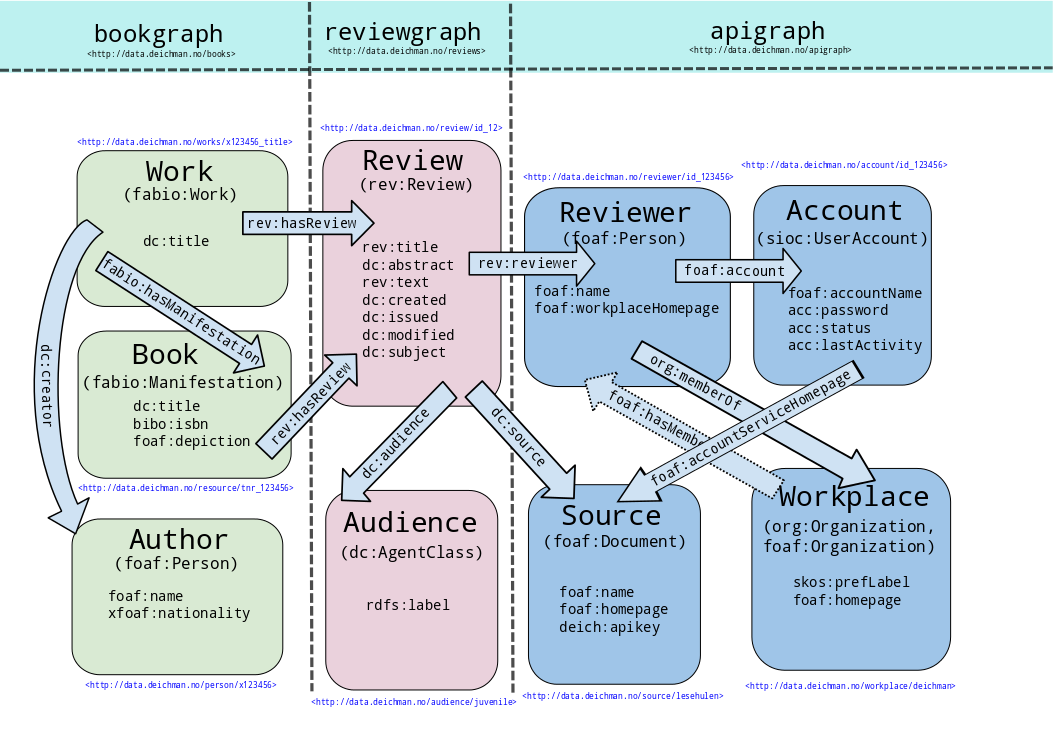 bookgraph
<http://data.deichman.no/books>
reviewgraph
<http://data.deichman.no/reviews>
apigraph
<http://data.deichman.no/apigraph>
<http://data.deichman.no/works/x123456_title>
Work
(fabio:Work)
dc:title
rev:hasReview
fabio:hasManifestation
dc:creator
Book
(fabio:Manifestation)
dc:title
bibo:isbn
foaf:depiction
rev:hasReview
<http://data.deichman.no/resource/tnr_123456>
Author
(foaf:Person)
foaf:name
xfoaf:nationality
<http://data.deichman.no/person/x123456>
<http://data.deichman.no/review/id_12>
Review
(rev:Review)
rev:title
dc:abstract
rev:text
dc:created
dc:issued
dc:modified
dc:subject
rev:reviewer
dc:audience
dc:source
Audience
(dc:AgentClass)
rdfs:label
<http://data.deichman.no/audience/juvenile>
<http://data.deichman.no/reviewer/id_123456>
Reviewer
(foaf:Person)
foaf:name
foaf:workplaceHomepage
foaf:account
<http://data.deichman.no/account/id_123456>
Account
(sioc:UserAccount)
foaf:accountName
acc:password
acc:status
acc:lastActivity
org:memberOf
foaf:hasMembe
foaf:accountServiceHomepage
Source
(foaf:Document)
foaf:name
foaf:homepage
deich:apikey
<http://data.deichman.no/source/lesehulen>
Workplace
(org:Organization,
foaf:Organization)
skos:prefLabel
foaf:homepage
<http://data.deichman.no/workplace/deichman>